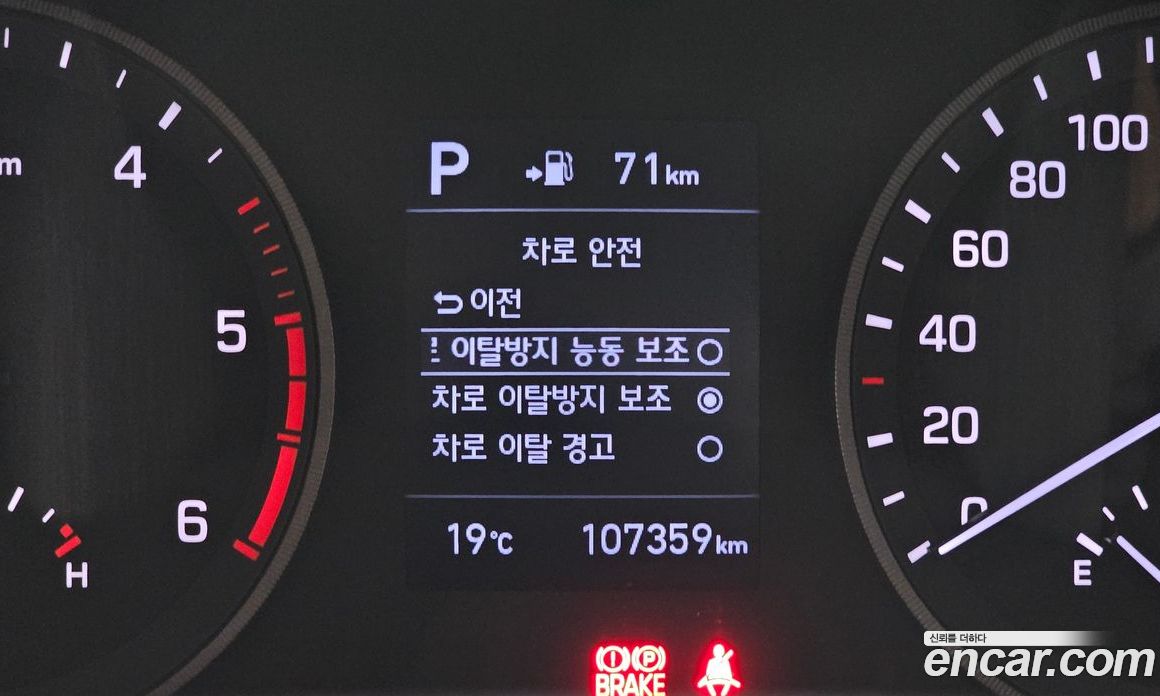 m
4
5
6
H
P 71km
차로 안전
이전
이탈방지 능동 보조
차로 이탈방지 보조
차로 이탈 경고
19℃ 107359km
BRAKE
P
100
80
60
40
20
0
E
신뢰를 더하다
encar.com